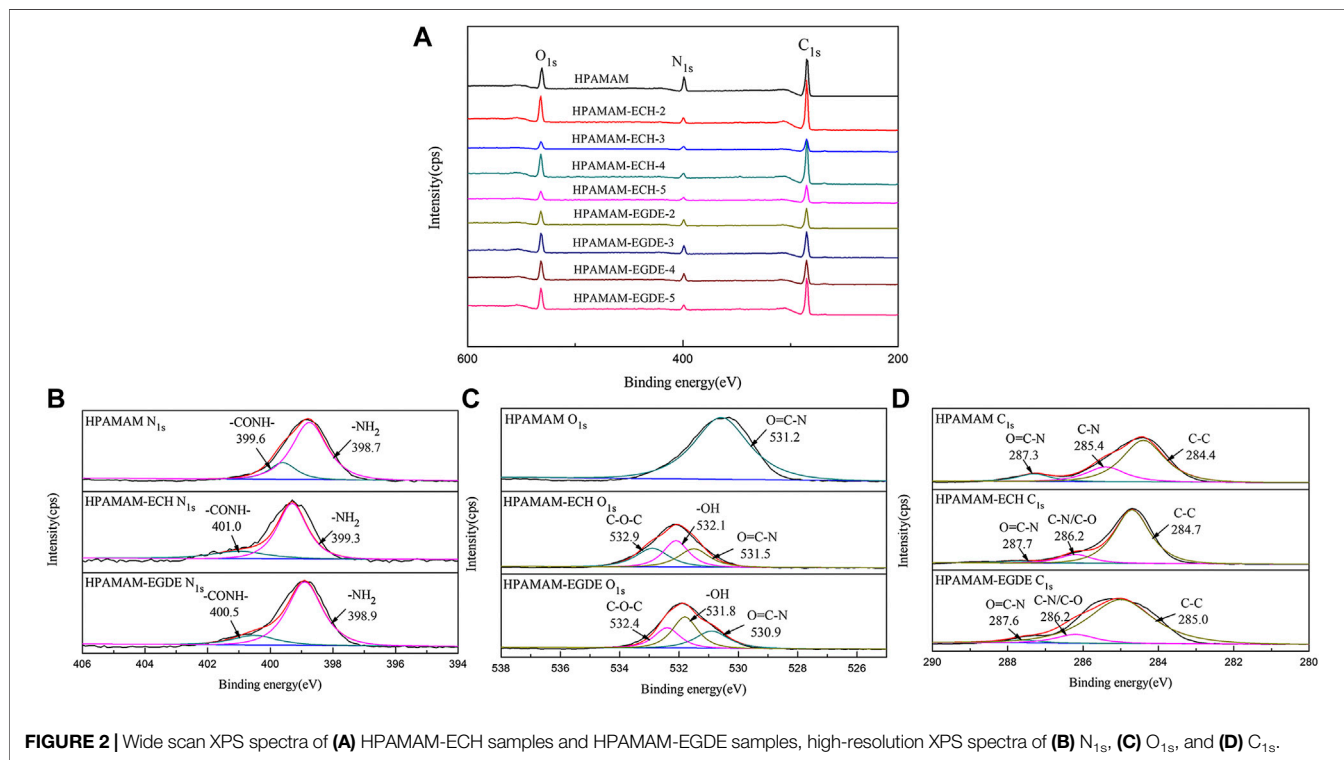 A
O1s
N1s
C1s
HPAMAM
HPAMAM-ECH-2
HPAMAM-ECH-3
HPAMAM-ECH-4
HPAMAM-ECH-5
HPAMAM-EGDE-2
HPAMAM-EGDE-3
HPAMAM-EGDE-4
HPAMAM-EGDE-5
Intensity(cps)
600
400
200
Binding energy(eV)
B
HPAMAM N1s
-CONH-
399.6
-NH2
398.7
HPAMAM-ECH N1s
-CONH-
401.0
-NH2
399.3
HPAMAM-EGDE N1s
-CONH-
400.5
-NH2
398.9
Intensity(cps)
406 404 402 400 398 396 394
Binding energy(eV)
C
HPAMAM O1s
O=C-N
531.2
HPAMAM-ECH O1s
C-O-C
532.9
-OH
532.1
O=C-N
531.5
HPAMAM-EGDE O1s
C-O-C
532.4
-OH
531.8
O=C-N
530.9
Intensity(cps)
538 536 534 532 530 528 526
Binding energy(eV)
D
HPAMAM C1s
O=C-N
287.3
C-N
285.4
C-C
284.4
HPAMAM-ECH C1s
O=C-N
287.7
C-N/C-O
286.2
C-C
284.7
HPAMAM-EGDE C1s
O=C-N
287.6
C-N/C-O
286.2
C-C
285.0
Intensity(cps)
290 288 286 284 282 280
Binding energy(eV)
FIGURE 2 | Wide scan XPS spectra of (A) HPAMAM-ECH samples and HPAMAM-EGDE samples, high-resolution XPS spectra of (B) N1s, (C) O1s, and (D) C1s.